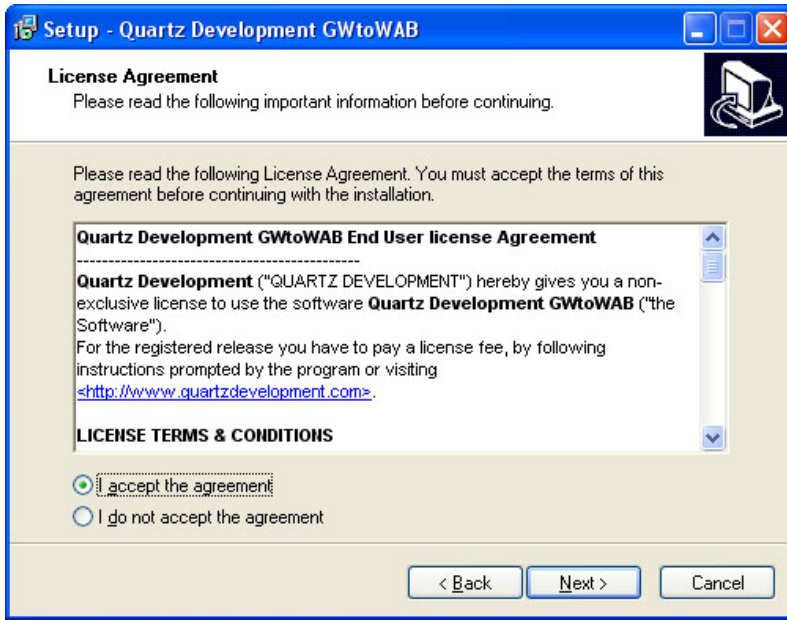 Setup - Quartz Development GWtoWAB
License Agreement
Please read the following important information before continuing.
Please read the following License Agreement. You must accept the terms of this
agreement before continuing with the installation.
Quartz Development GWtoWAB End User license Agreement
---------------------------------------------
Quartz Development ("QUARTZ DEVELOPMENT") hereby gives you a non-
exclusive license to use the software Quartz Development GWtoWAB ("the
Software").
For the registered release you have to pay a license fee, by following
instructions prompted by the program or visiting
<http://www.quartzdevelopment.com>.
LICENSE TERMS & CONDITIONS
I accept the agreement
I do not accept the agreement
< Back
Next >
Cancel